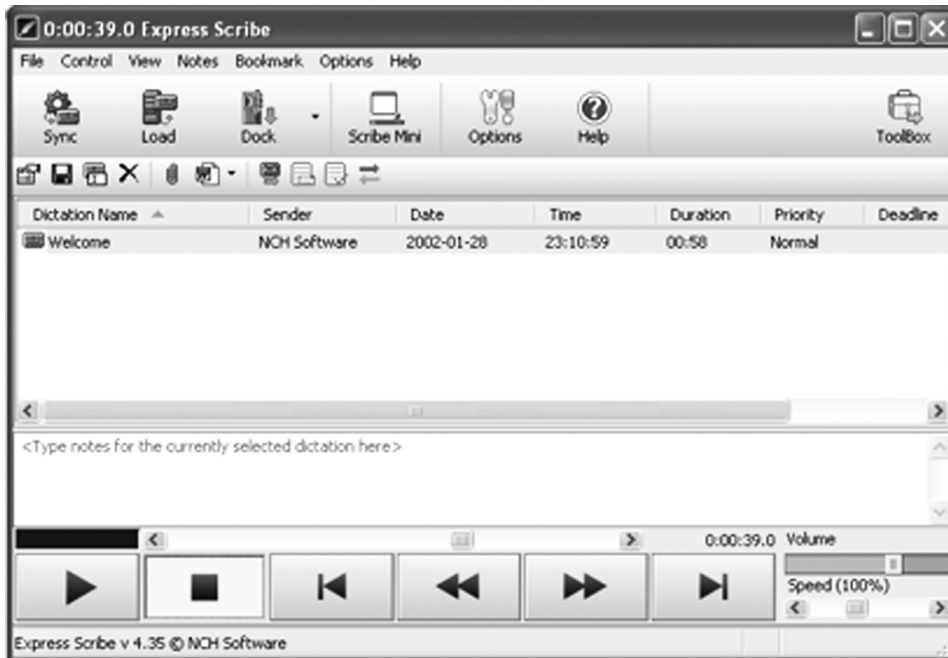 0:00:39.0 Express Scribe
File Control View Notes Bookmark Options Help
Sync Load Dock Scribe Mini Options Help ToolBox
Dictation Name Sender Date Time Duration Priority Deadline
Welcome NCH Software 2002-01-28 23:10:59 00:58 Normal
<Type notes for the currently selected dictation here>
0:00:39.0 Volume
Speed (100%)
Express Scribe v 4.35 © NCH Software